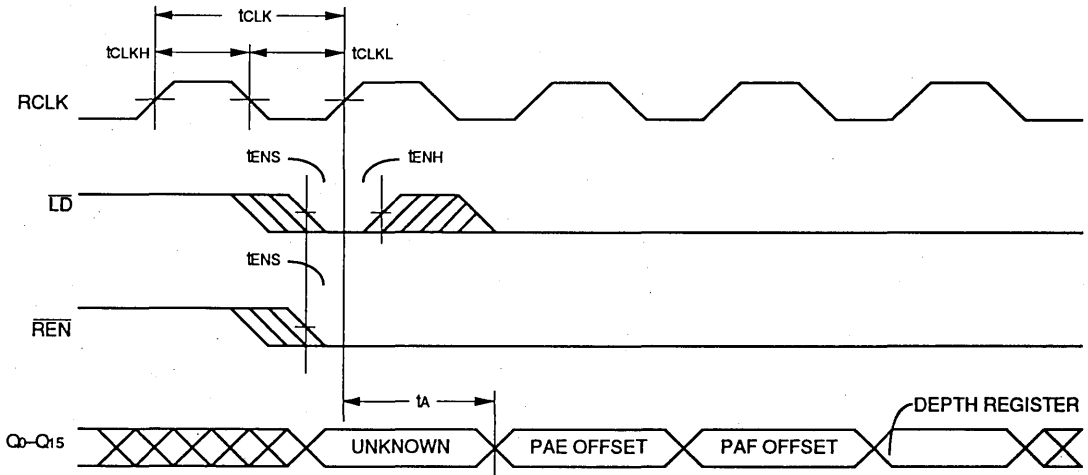 tCLK
tCLKH
tCLKL
RCLK
tENS
tENH
LD
tENS
REN
tA
DEPTH REGISTER
Q0–Q15
UNKNOWN
PAE OFFSET
PAF OFFSET